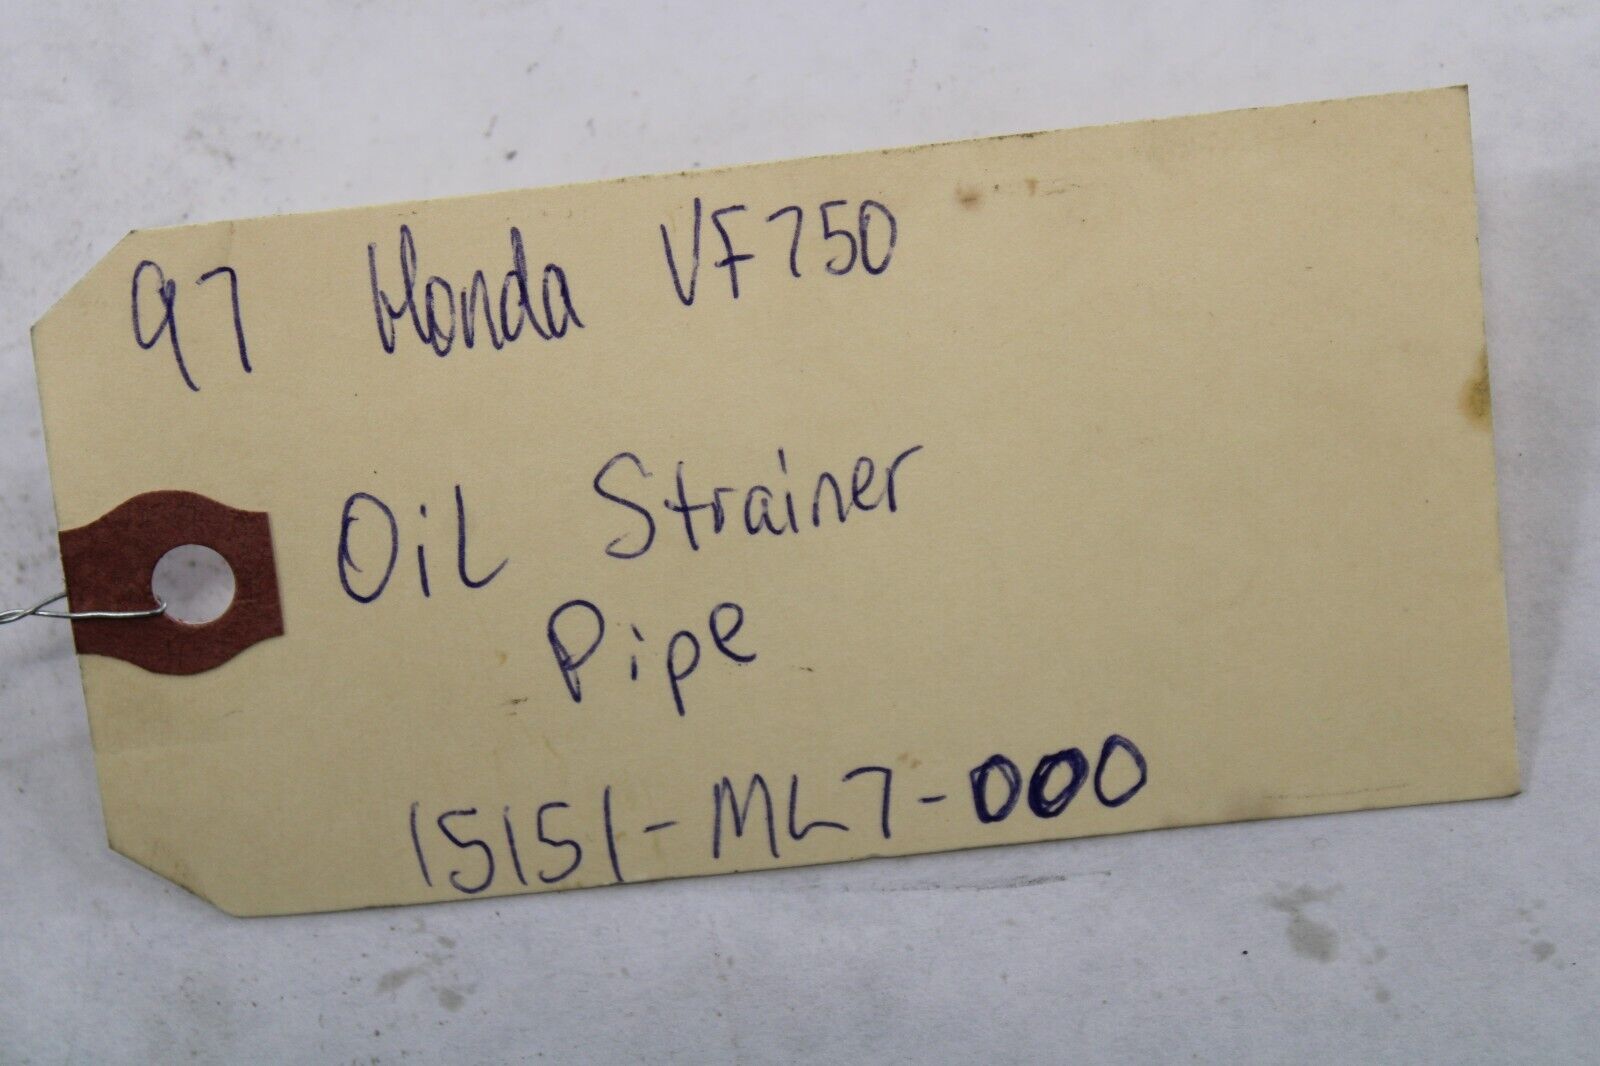 97 Honda VF750
Oil Strainer
Pipe
15151-ML7-000